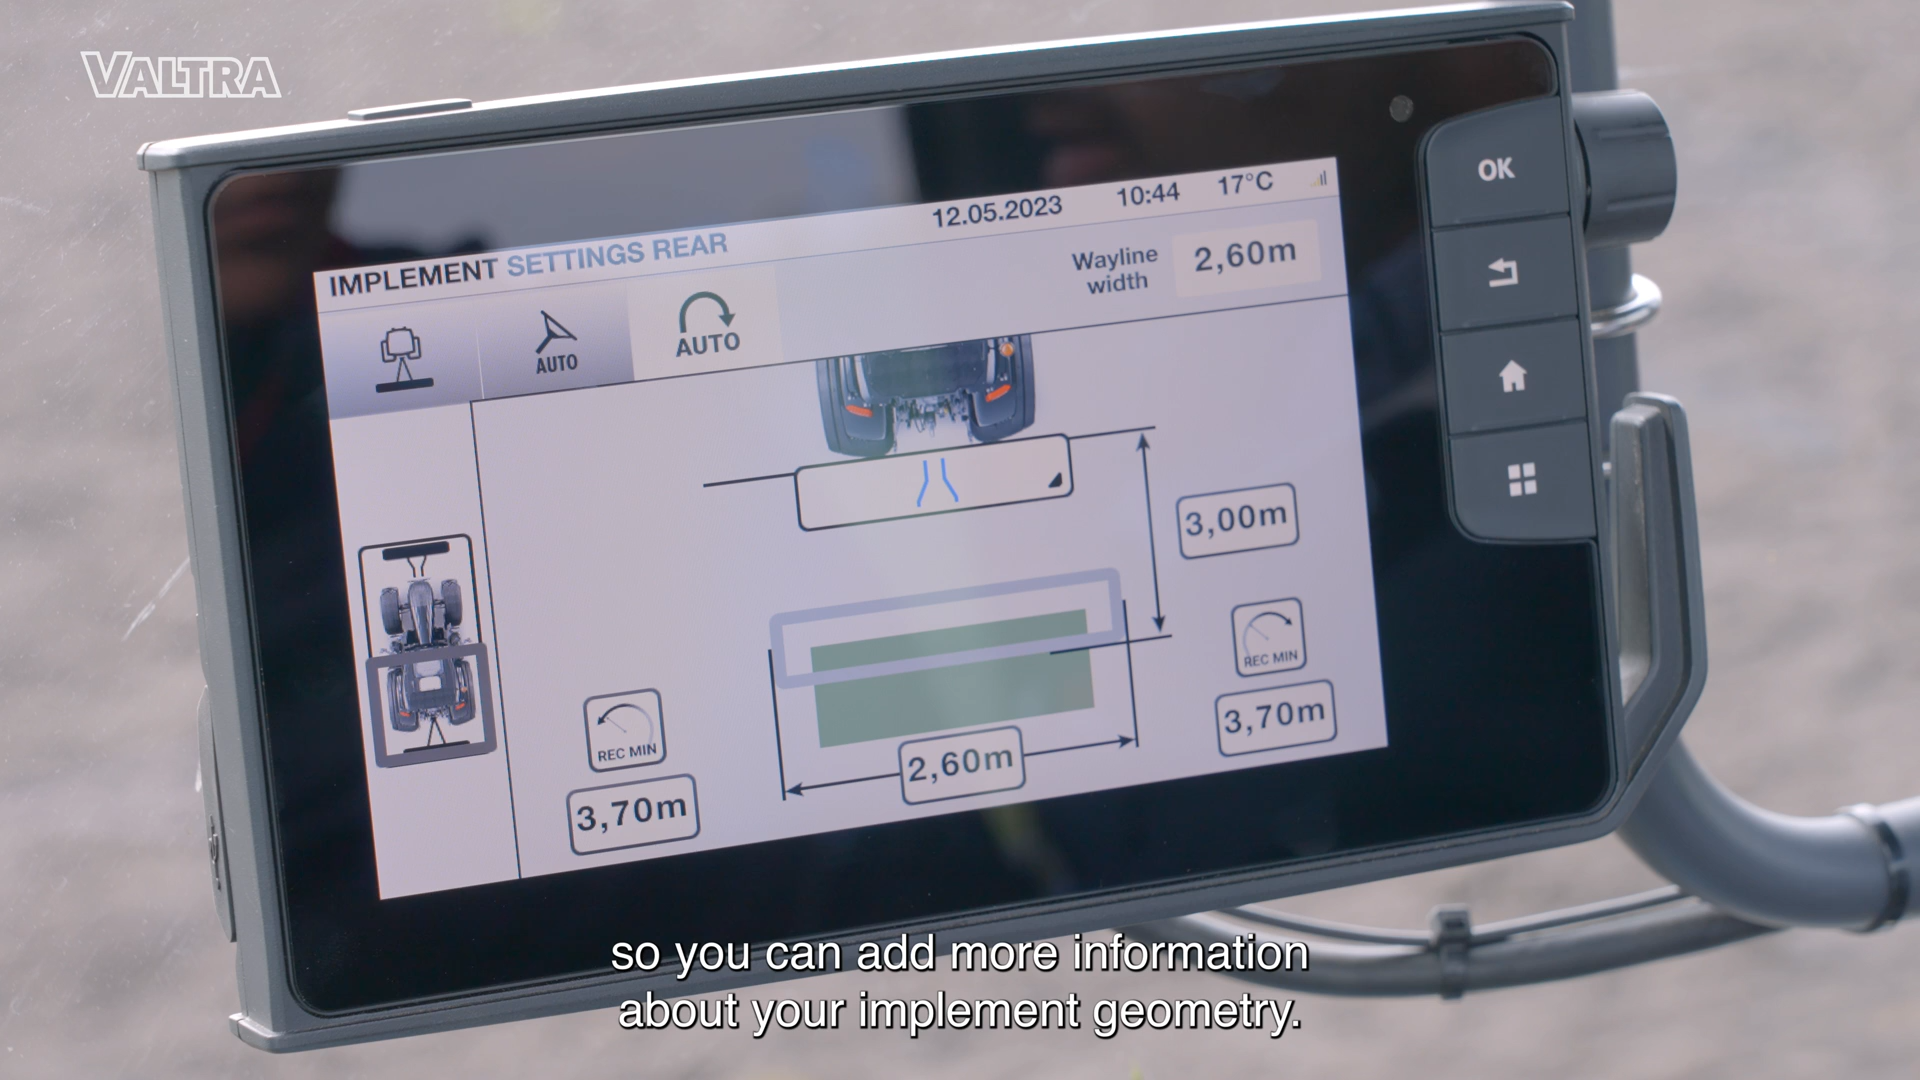 VALTRA
12.05.2023 10:44 17°C
IMPLEMENT SETTINGS REAR
Wayline
width
2,60m
AUTO
AUTO
3,00m
REC MIN
3,70m
REC MIN
3,70m
2,60m
OK
so you can add more information
about your implement geometry.